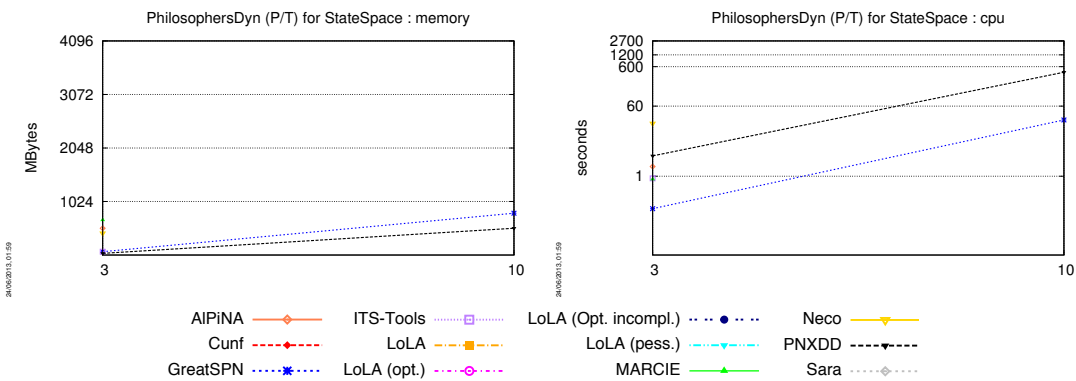 PhilosophersDyn (P/T) for StateSpace : memory
4096
3072
2048
1024
MBytes
3
10
24/06/2013, 01:59
PhilosophersDyn (P/T) for StateSpace : cpu
2700
1200
600
60
1
seconds
3
10
24/06/2013, 01:59
AlPiNA
Cunf
GreatSPN
ITS-Tools
LoLA
LoLA (opt.)
LoLA (Opt. incompl.)
LoLA (pess.)
MARCIE
Neco
PNXDD
Sara